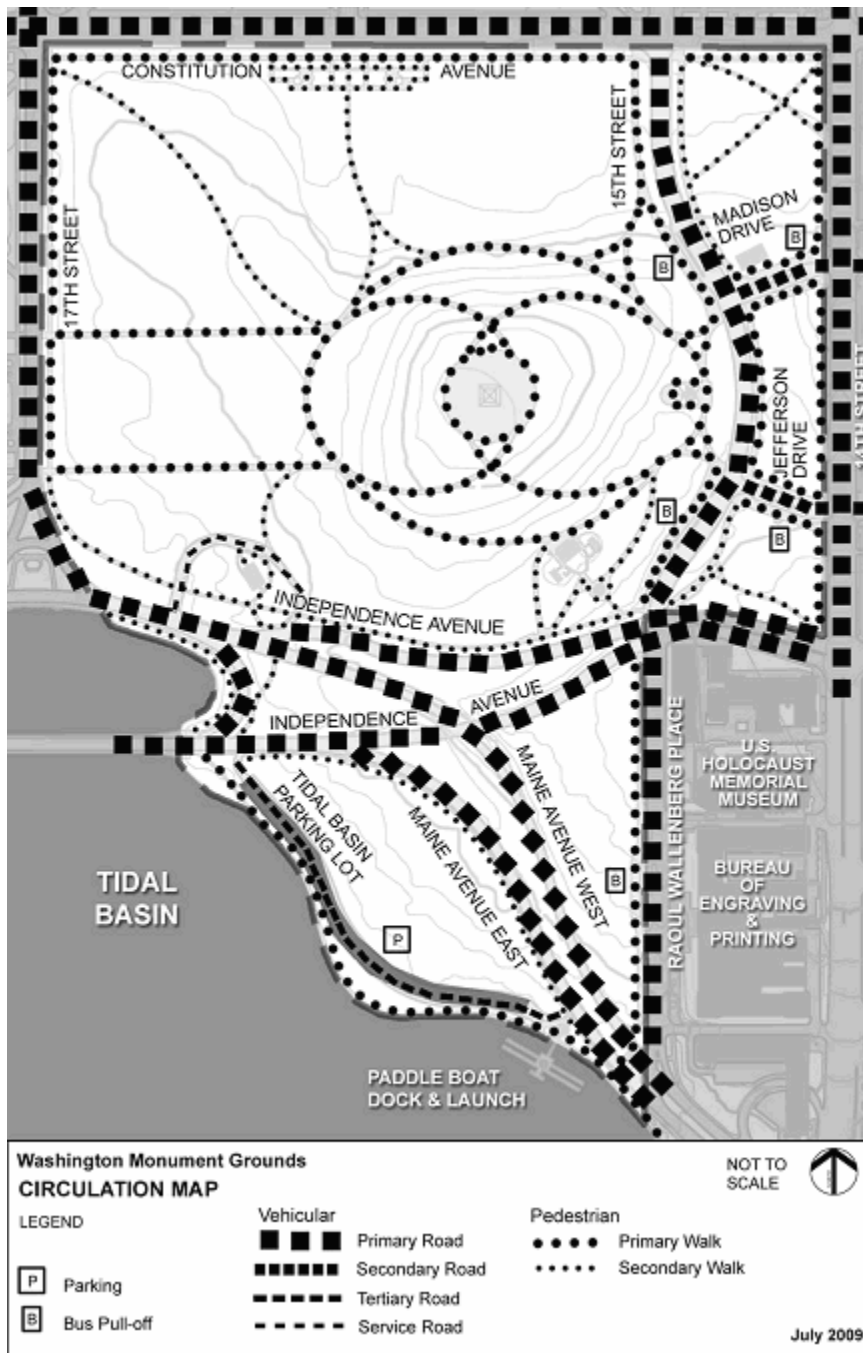 CONSTITUTION AVENUE
15TH STREET
17TH STREET
MADISON
DRIVE
B
B
14TH STREET
JEFFERSON
DRIVE
B
B
INDEPENDENCE AVENUE
INDEPENDENCE AVENUE
TIDAL BASIN
PARKING LOT
MAINE AVENUE WEST
MAINE AVENUE EAST
RAOUL WALLENBERG PLACE
U.S.
HOLOCAUST
MEMORIAL
MUSEUM
TIDAL
BASIN
B
BUREAU
OF
ENGRAVING
&
PRINTING
P
PADDLE BOAT
DOCK & LAUNCH
Washington Monument Grounds
CIRCULATION MAP
NOT TO
SCALE
LEGEND
P Parking
B Bus Pull-off
Vehicular
Primary Road
Secondary Road
Tertiary Road
Service Road
Pedestrian
Primary Walk
Secondary Walk
July 2009